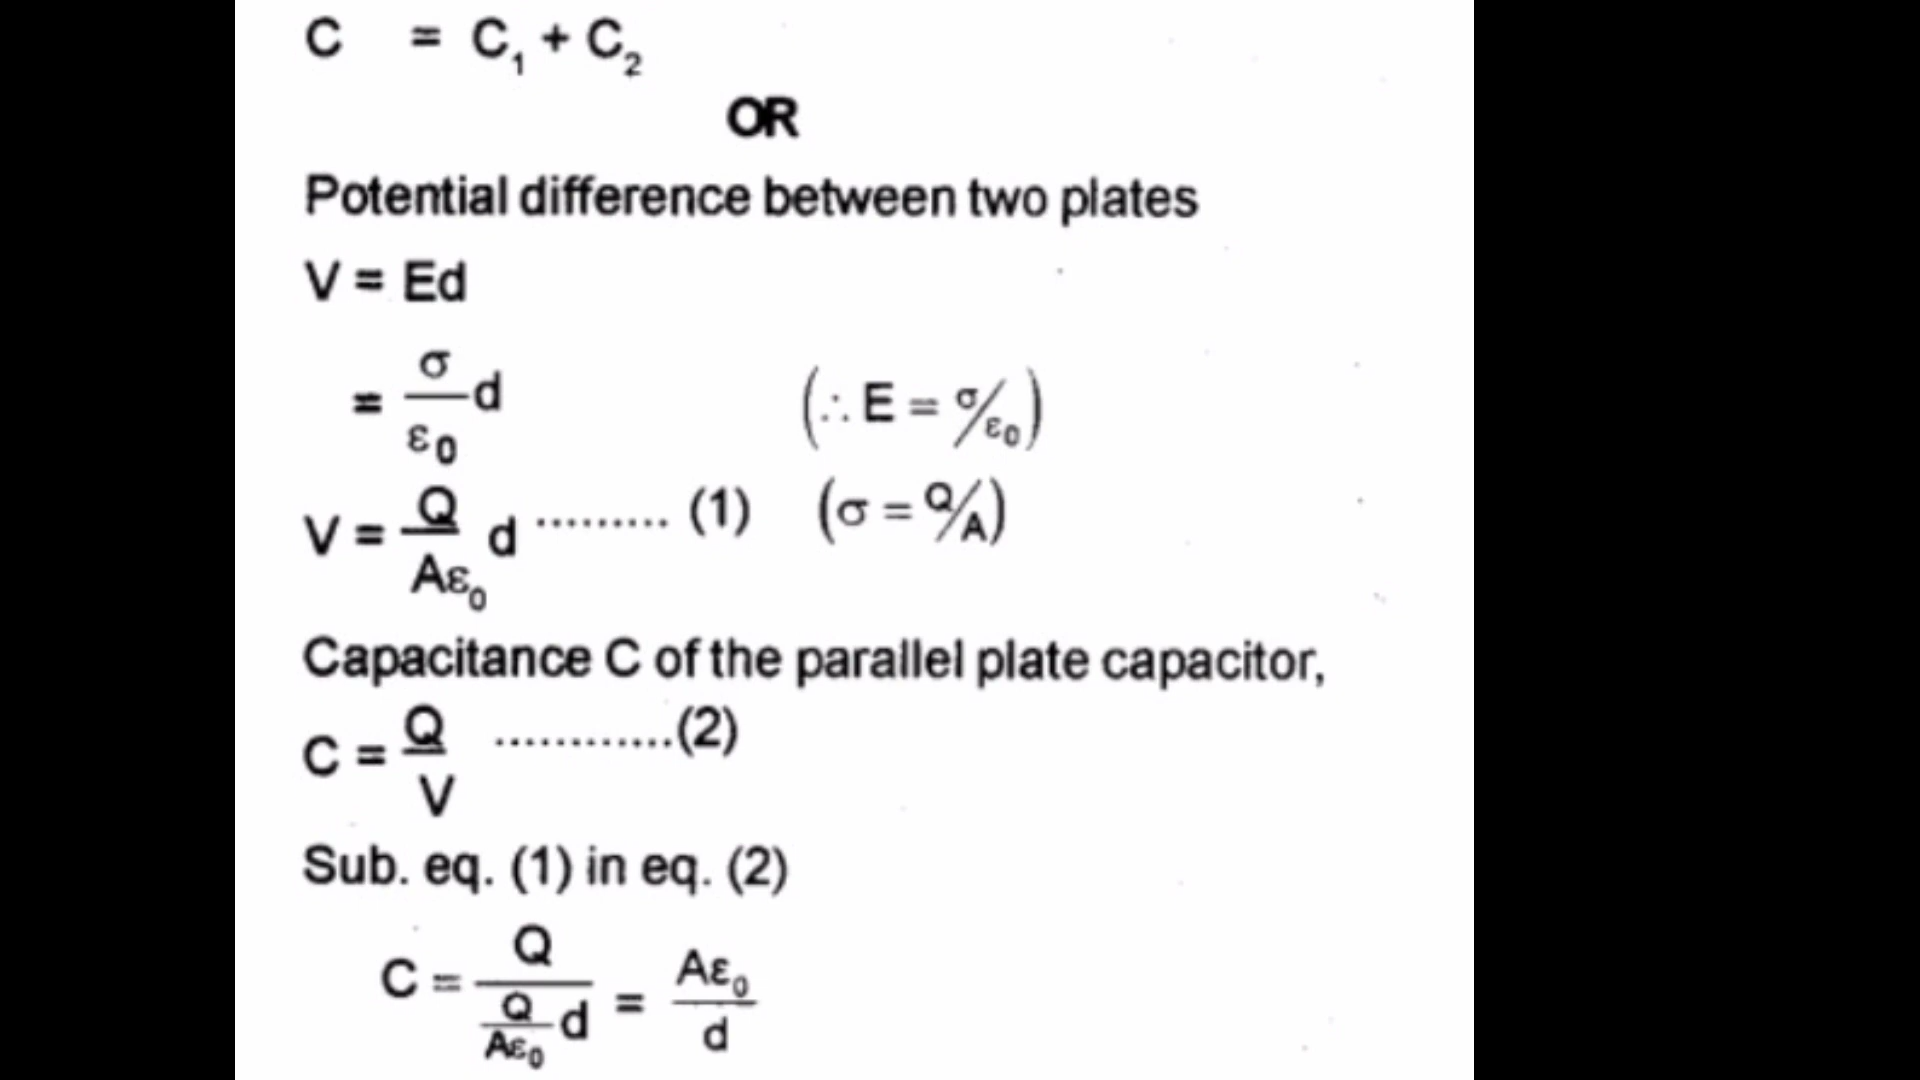 C = C₁ + C₂
OR
Potential difference between two plates
V = Ed
= σ/ε₀ d (∴ E = σ/ε₀)
V = Q/Aε₀ d ......... (1) (σ = Q/A)
Capacitance C of the parallel plate capacitor,
C = Q/V ............(2)
Sub. eq. (1) in eq. (2)
C = Q/(Q/Aε₀ d) = Aε₀/d